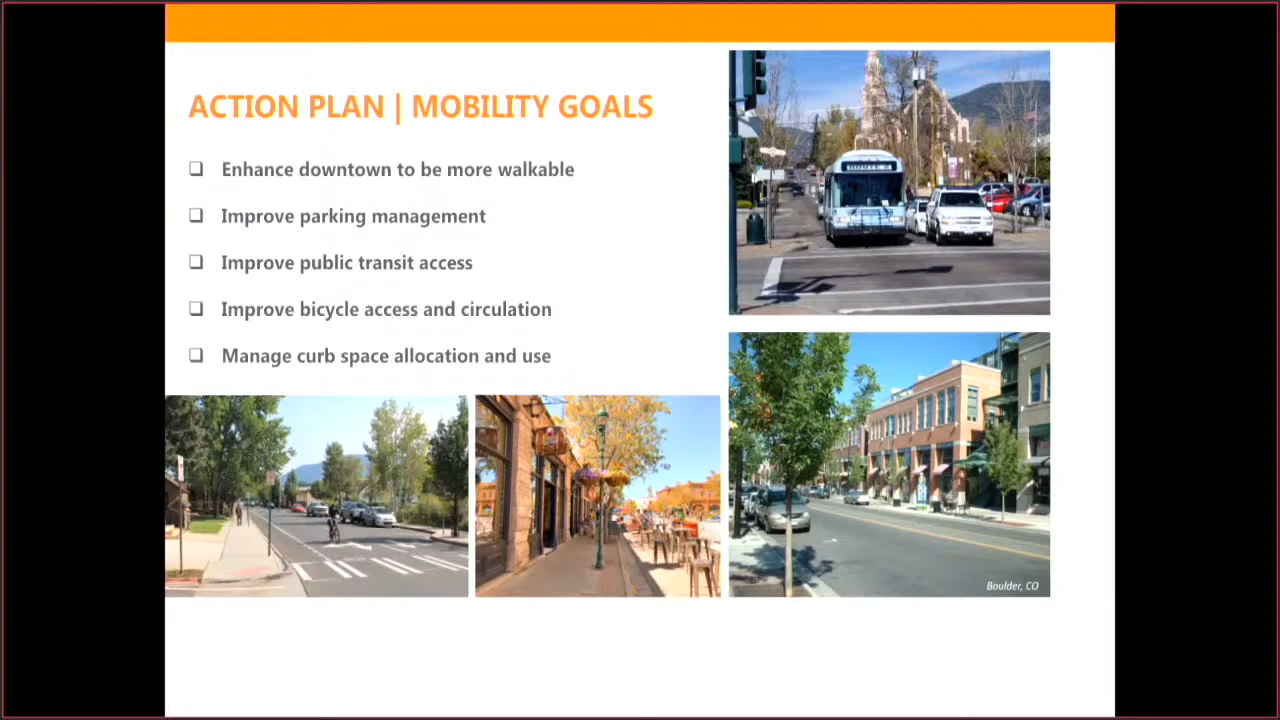 ACTION PLAN | MOBILITY GOALS
Enhance downtown to be more walkable
Improve parking management
Improve public transit access
Improve bicycle access and circulation
Manage curb space allocation and use
Boulder, CO